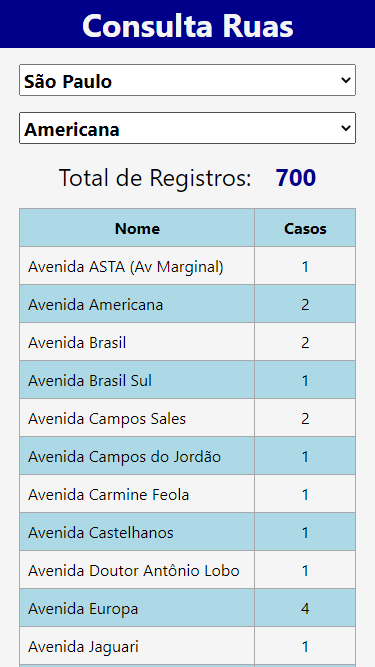 Consulta Ruas
São Paulo
Americana
Total de Registros: 700
Nome Casos
Avenida ASTA (Av Marginal) 1
Avenida Americana 2
Avenida Brasil 2
Avenida Brasil Sul 1
Avenida Campos Sales 2
Avenida Campos do Jordão 1
Avenida Carmine Feola 1
Avenida Castelhanos 1
Avenida Doutor Antônio Lobo 1
Avenida Europa 4
Avenida Jaguari 1